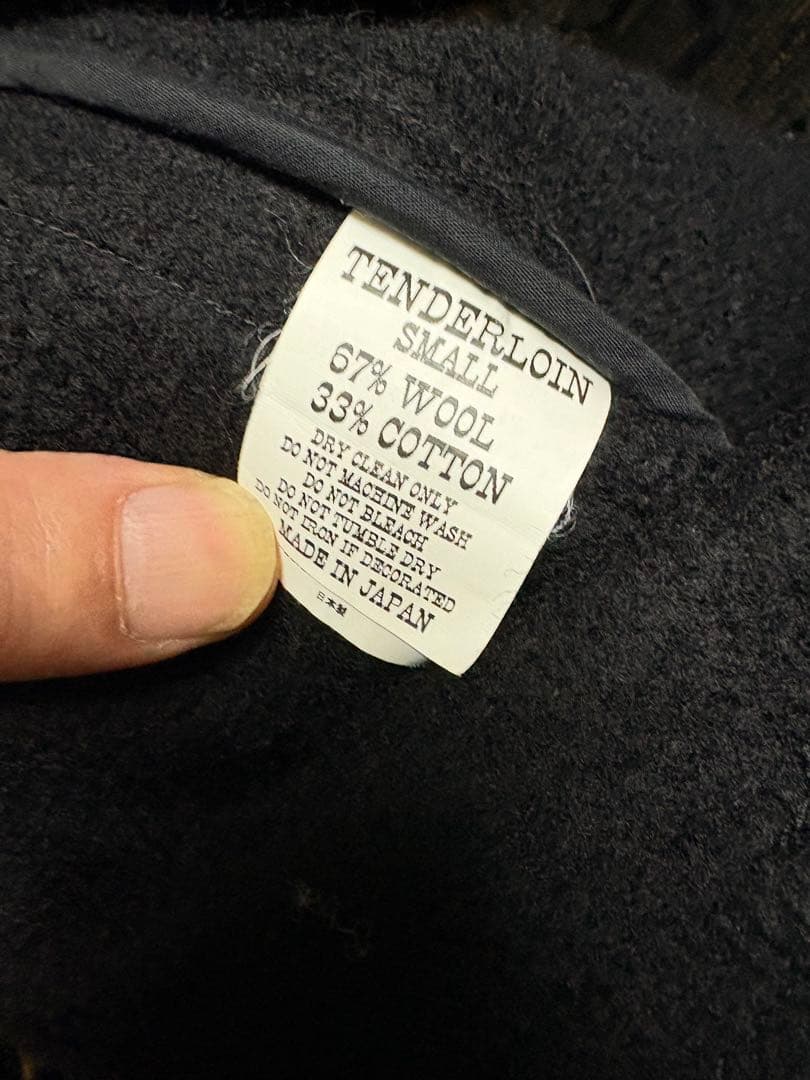 TENDERLOIN
SMALL
67% WOOL
33% COTTON
DRY CLEAN ONLY
DO NOT MACHINE WASH
DO NOT BLEACH
DO NOT TUMBLE DRY
DO NOT IRON IF DECORATED
MADE IN JAPAN
日本製